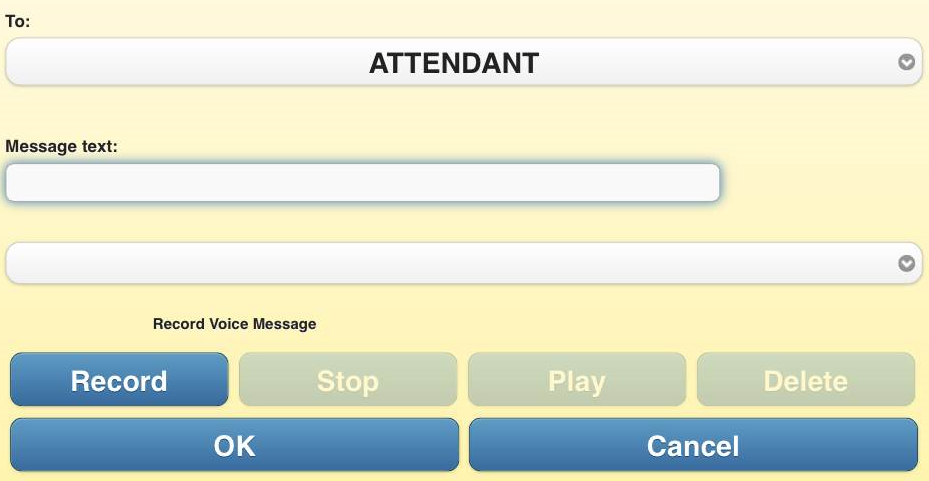 To:
ATTENDANT
Message text:
Record Voice Message
Record Stop Play Delete
OK Cancel